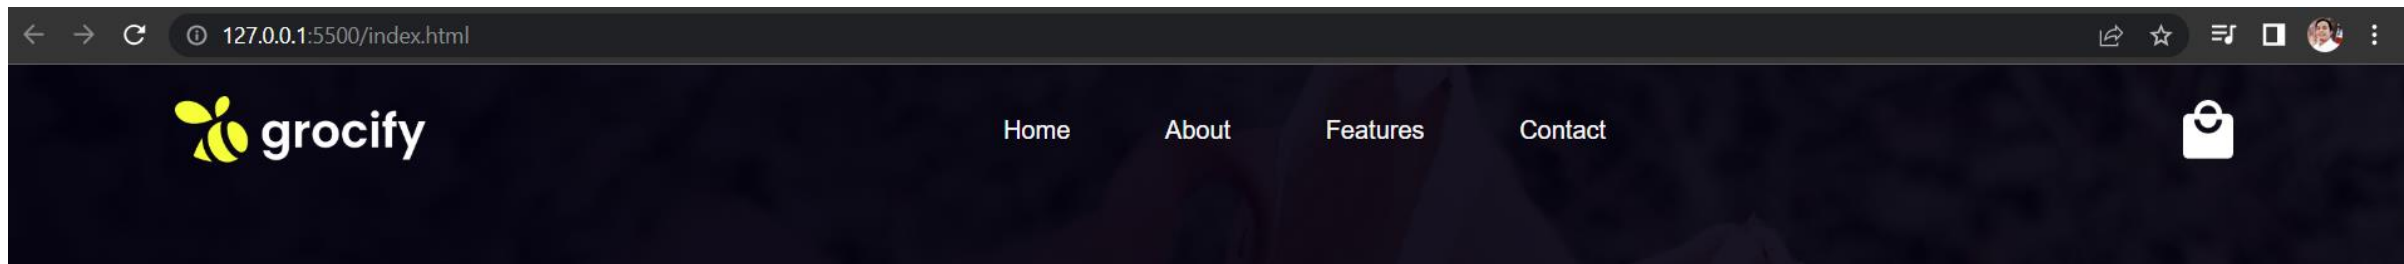 127.0.0.1:5500/index.html
grocify Home About Features Contact